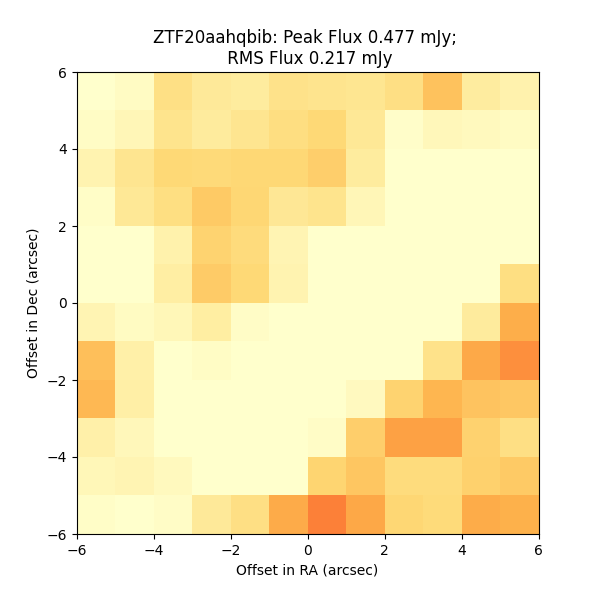 ZTF20aahqbib: Peak Flux 0.477 mJy;
RMS Flux 0.217 mJy
6
4
2
0
−2
−4
−6
Offset in Dec (arcsec)
−6 −4 −2 0 2 4 6
Offset in RA (arcsec)